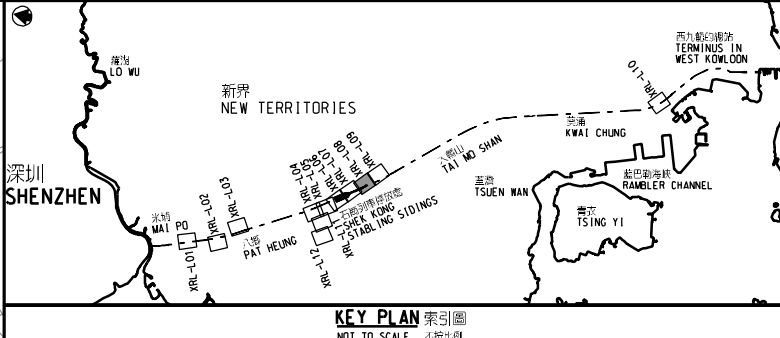 西九龍的總站
TERMINUS IN
WEST KOWLOON
羅湖
LO WU
XRL-L10
新界
NEW TERRITORIES
葵涌
KWAI CHUNG
大帽山
TAI MO SHAN
XRL-L04
XRL-L05
XRL-L06
XRL-L07
XRL-L08
XRL-L09
深圳
SHENZHEN
荃灣
TSUEN WAN
藍巴勒海峽
RAMBLER CHANNEL
青衣
TSING YI
米埔
MAI PO
XRL-L01
XRL-L02
XRL-L03
八鄉
PAT HEUNG
石崗列車停放處
SHEK KONG
STABLING SIDINGS
XRL-L12
KEY PLAN 索引圖
NOT TO SCALE 不按比例